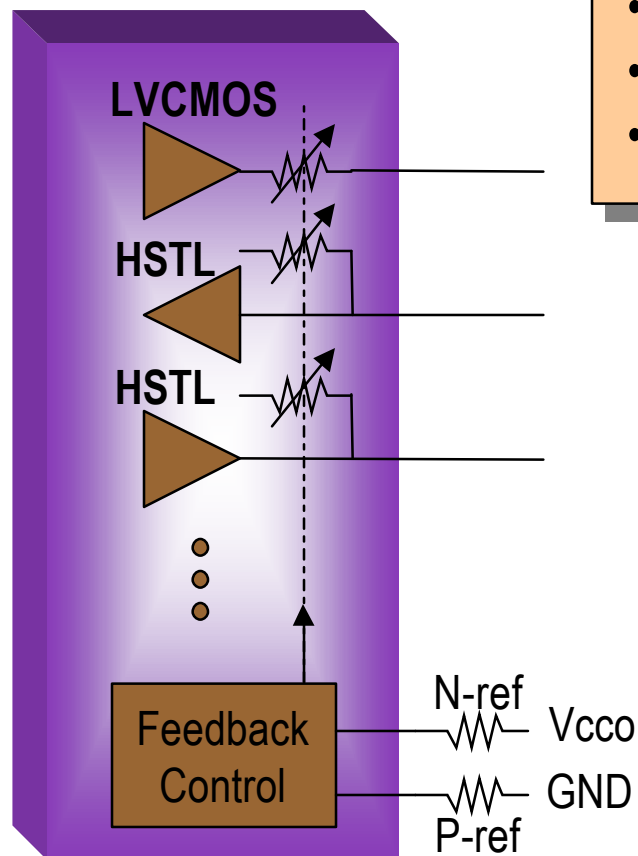 LVCMOS
HSTL
HSTL
Feedback
Control
N-ref
Vcco
GND
P-ref